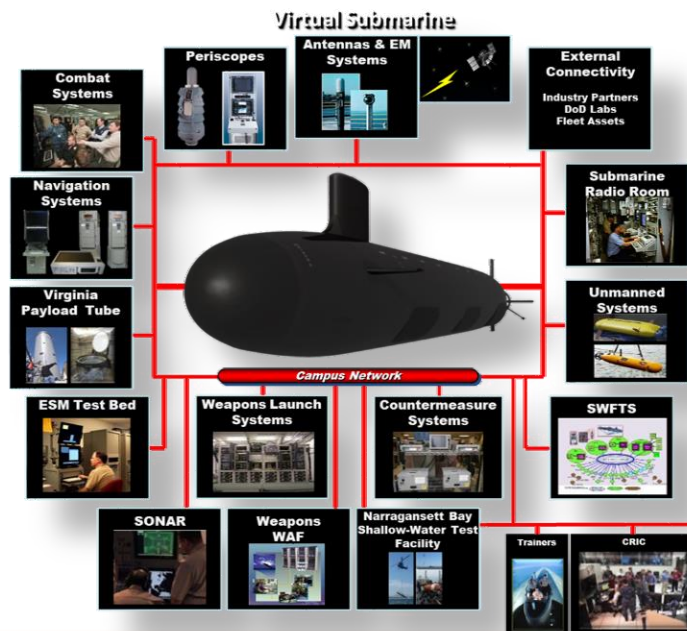 Virtual Submarine
Periscopes
Antennas & EM
Systems
External
Connectivity
Industry Partners
DoD Labs
Fleet Assets
Combat
Systems
Navigation
Systems
Submarine
Radio Room
Virginia
Payload Tube
Unmanned
Systems
Campus Network
ESM Test Bed
Weapons Launch
Systems
Countermeasure
Systems
SWFTS
SONAR
Weapons
WAF
Narragansett Bay
Shallow-Water Test
Facility
Trainers
CRIC